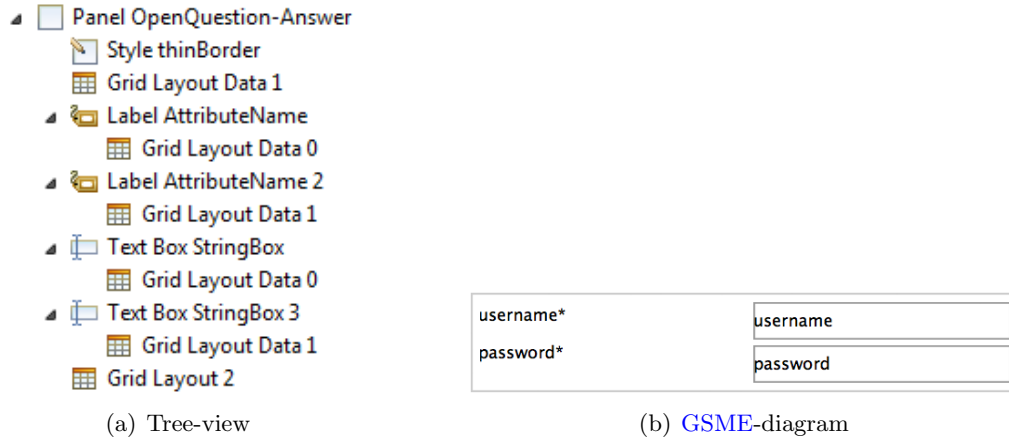 Panel OpenQuestion-Answer
Style thinBorder
Grid Layout Data 1
Label AttributeName
Grid Layout Data 0
Label AttributeName 2
Grid Layout Data 1
Text Box StringBox
Grid Layout Data 0
Text Box StringBox 3
Grid Layout Data 1
Grid Layout 2
(a) Tree-view
username*
username
password*
password
(b) GSME-diagram